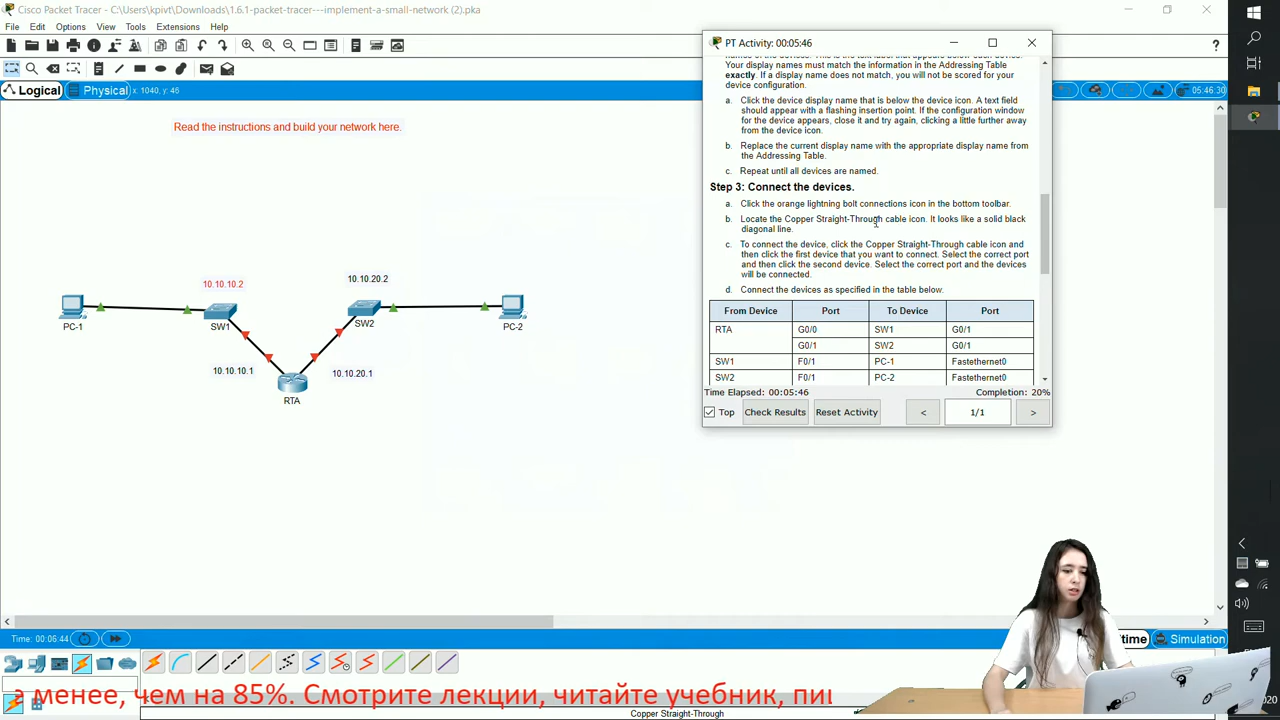 Cisco Packet Tracer - C:\Users\kpivt\Downloads\1.6.1-packet-tracer---implement-a-small-network (2).pka
File Edit Options View Tools Extensions Help
Logical Physical x: 1040, y: 46
05:46:30
Read the instructions and build your network here.
10.10.10.2
10.10.20.2
PC-1
SW1
SW2
PC-2
10.10.10.1
10.10.20.1
RTA
PT Activity: 00:05:46
Your display names must match the information in the Addressing Table
exactly. If a display name does not match, you will not be scored for your
device configuration.
a. Click the device display name that is below the device icon. A text field
should appear with a flashing insertion point. If the configuration window
for the device appears, close it and try again, clicking a little further away
from the device icon.
b. Replace the current display name with the appropriate display name from
the Addressing Table.
c. Repeat until all devices are named.
Step 3: Connect the devices.
a. Click the orange lightning bolt connections icon in the bottom toolbar.
b. Locate the Copper Straight-Through cable icon. It looks like a solid black
diagonal line.
c. To connect the device, click the Copper Straight-Through cable icon and
then click the first device that you want to connect. Select the correct port
and then click the second device. Select the correct port and the devices
will be connected.
d. Connect the devices as specified in the table below.
From Device Port To Device Port
RTA G0/0 SW1 G0/1
G0/1 SW2 G0/1
SW1 F0/1 PC-1 Fastethernet0
SW2 F0/1 PC-2 Fastethernet0
Time Elapsed: 00:05:46 Completion: 20%
Top Check Results Reset Activity < 1/1 >
Time: 00:06:44
time Simulation
а менее, чем на 85%. Смотрите лекции, читайте учебник, пиш
Copper Straight-Through